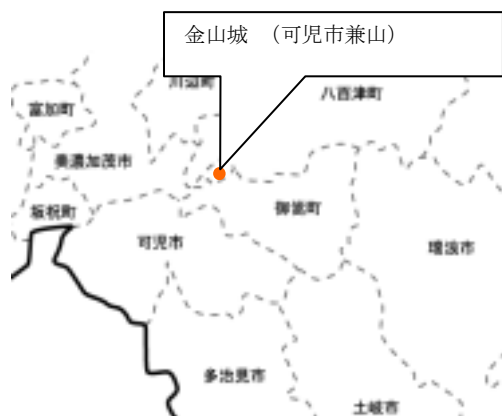 金山城 （可児市兼山）
川辺町
八百津町
富加町
美濃加茂市
坂祝町
御嵩町
可児市
瑞浪市
多治見市
土岐市